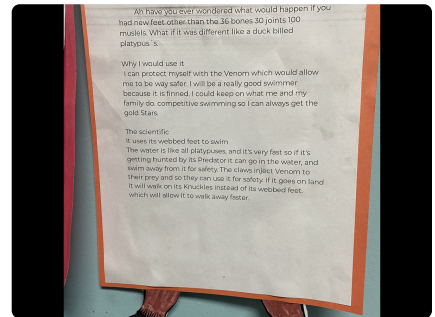 Ah have you ever wondered what would happen if you
had new feet other than the 36 bones 30 joints 100
muslels. What if it was different like a duck billed
platypus`s.
Why I would use it
I can protect myself with the Venom which would allow
me to be way safer. I will be a really good swimmer
because it is finned. I could keep on what me and my
family do, competitive swimming so I can always get the
gold Stars.
The scientific
It uses its webbed feet to swim
The water is like all platypuses, and it's very fast so if it's
getting hunted by its Predator it can go in the water, and
swim away from it for safety. The claws inject Venom to
their prey and so they can use it for safety. If it goes on land
it will walk on its Knuckles instead of its webbed feet,
which will allow it to walk away faster.